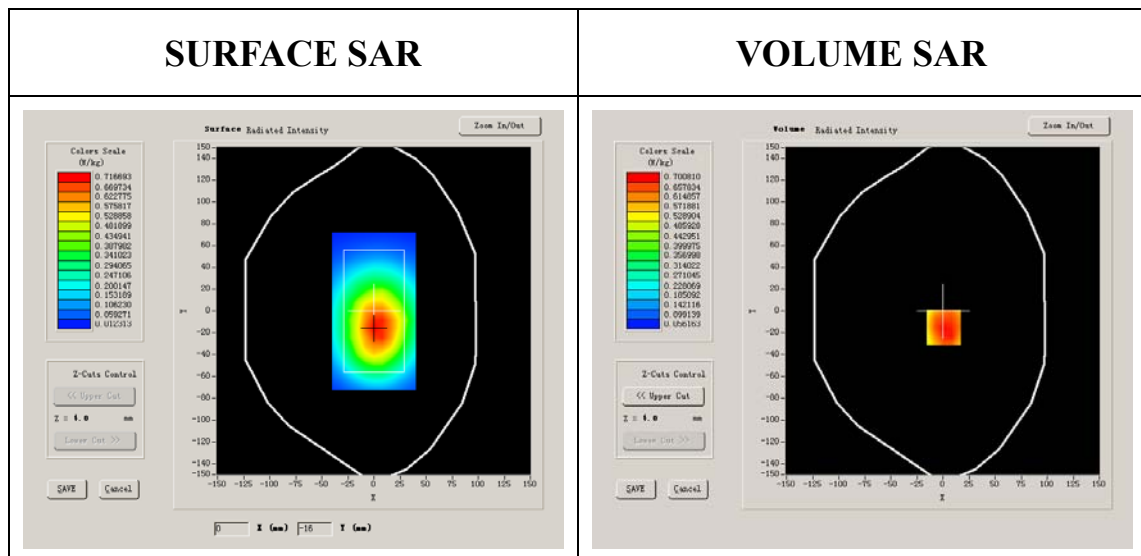 SURFACE SAR
VOLUME SAR
Surface Radiated Intensity
Zoom In/Out
Colors Scale
(W/kg)
0.716693
0.669734
0.622775
0.575817
0.528858
0.481899
0.434941
0.387982
0.341023
0.294065
0.247106
0.200147
0.153189
0.106230
0.059271
0.012313
150
140
120
100
80
60
40
20
0
-20
-40
-60
-80
-100
-120
-140
-150
Y
-150 -125 -100 -75 -50 -25 0 25 50 75 100 125 150
X
Z-Cuts Control
<< Upper Cut
Z = 4.0 mm
Lower Cut >>
SAVE
Cancel
0 X (mm) -16 Y (mm)
Volume Radiated Intensity
Zoom In/Out
Colors Scale
(W/kg)
0.700810
0.657834
0.614857
0.571881
0.528904
0.485928
0.442951
0.399975
0.356998
0.314022
0.271045
0.228069
0.185092
0.142116
0.099139
0.056163
150
140
120
100
80
60
40
20
0
-20
-40
-60
-80
-100
-120
-140
-150
Y
-150 -125 -100 -75 -50 -25 0 25 50 75 100 125 150
X
Z-Cuts Control
<< Upper Cut
Z = 4.0 mm
Lower Cut >>
SAVE
Cancel